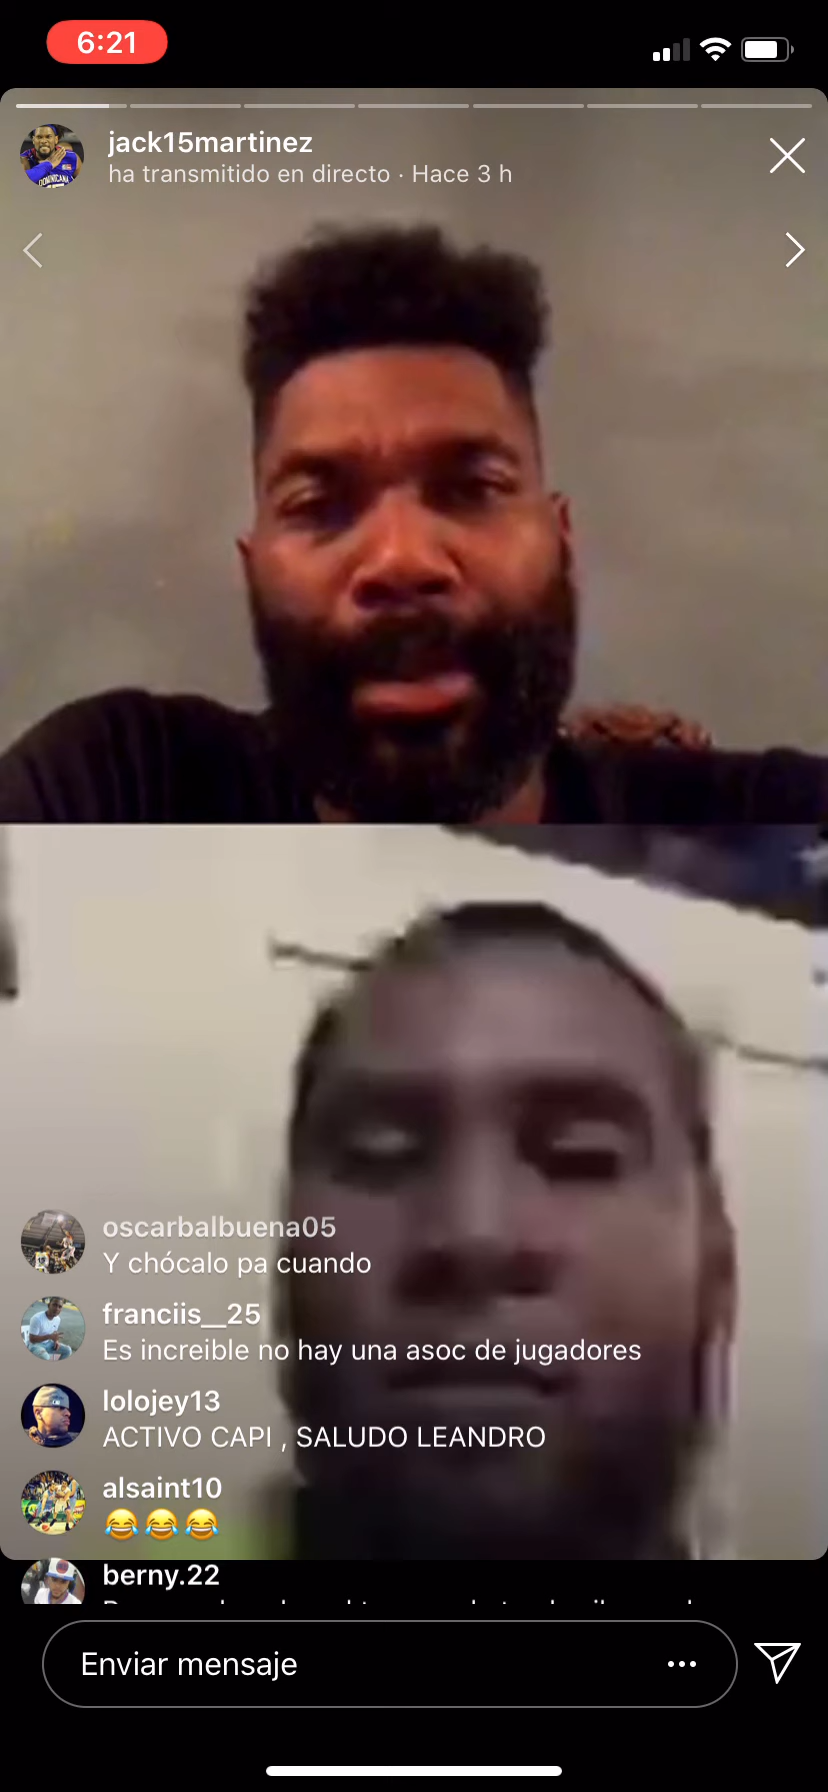 6:21
jack15martinez
ha transmitido en directo · Hace 3 h
DOMINICANA
oscarbalbuena05
Y chócalo pa cuando
franciis__25
Es increible no hay una asoc de jugadores
lolojey13
ACTIVO CAPI , SALUDO LEANDRO
alsaint10
😂😂😂
berny.22
Enviar mensaje